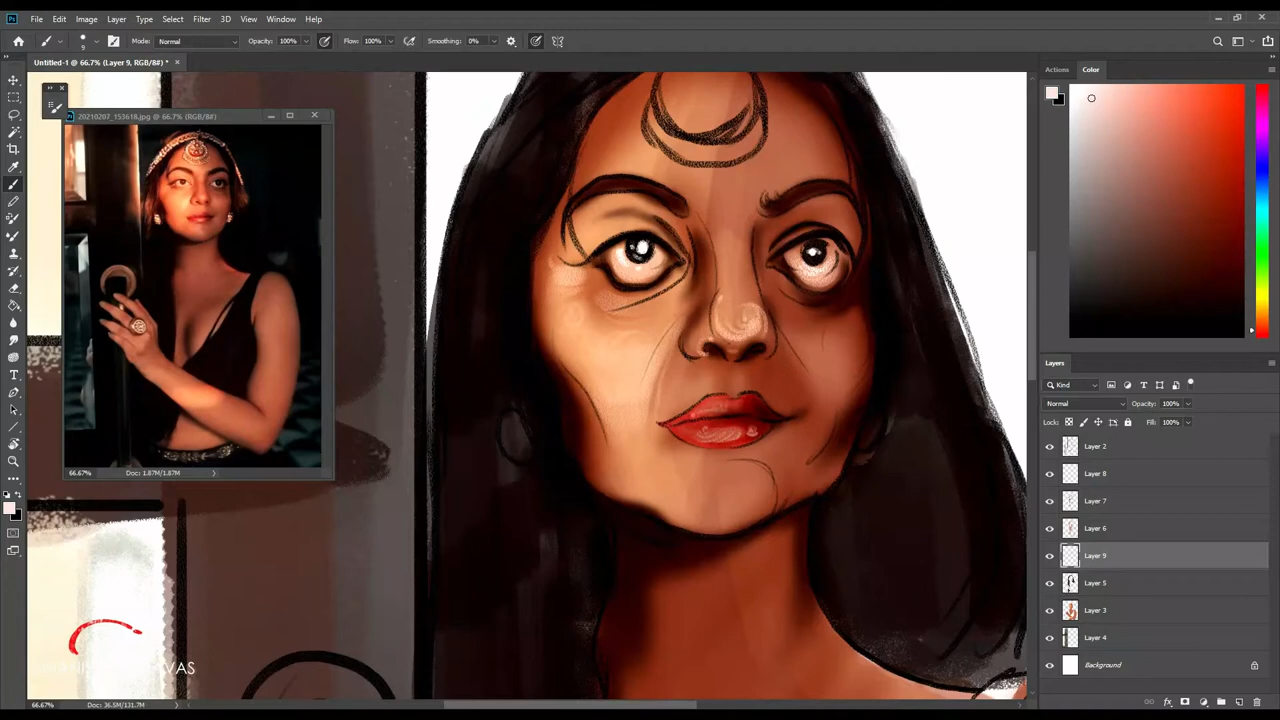 Ps File Edit Image Layer Type Select Filter 3D View Window Help
9 Mode: Normal Opacity: 100% Flow: 100% Smoothing: 0%
Untitled-1 @ 66.7% (Layer 9, RGB/8#) *
Actions Color
20210207_153618.jpg @ 66.7% (RGB/8#)
66.67% Doc: 1.87M/1.87M
Layers
Kind
Normal Opacity: 100%
Lock: Fill: 100%
Layer 2
Layer 8
Layer 7
Layer 6
Layer 9
Layer 5
Layer 3
Layer 4
Background
66.67% Doc: 36.5M/131.7M